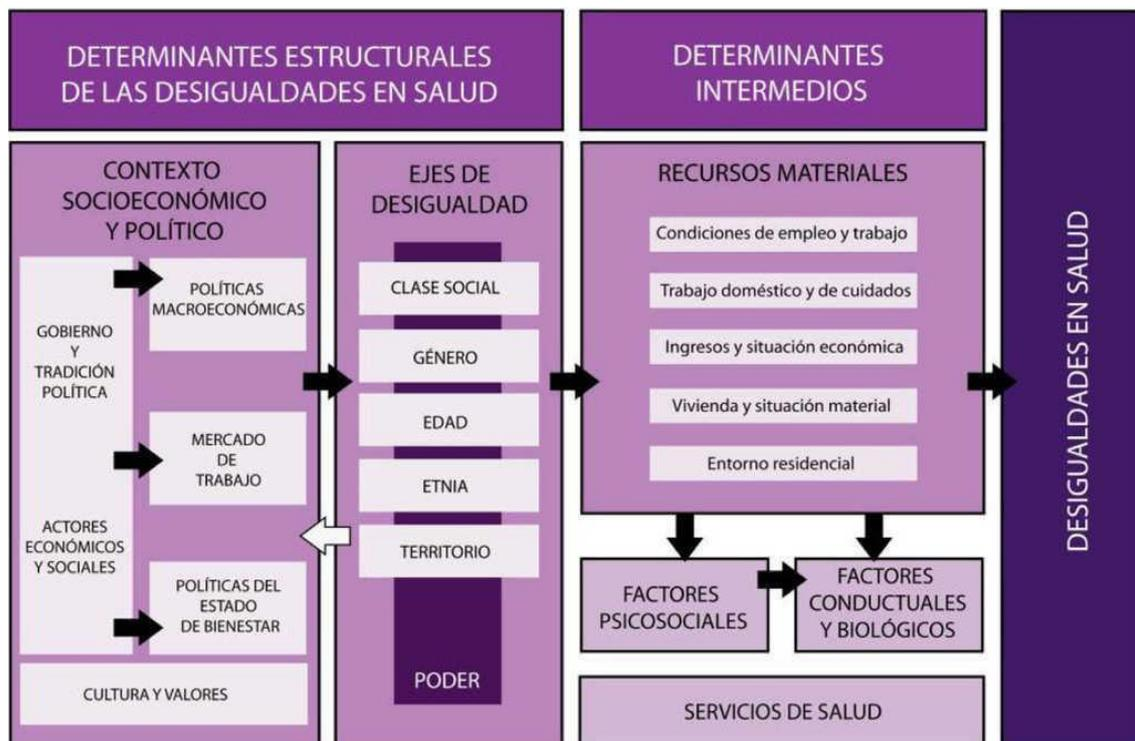 DETERMINANTES ESTRUCTURALES
DE LAS DESIGUALDADES EN SALUD
CONTEXTO
SOCIOECONÓMICO
Y POLÍTICO
GOBIERNO
Y
TRADICIÓN
POLÍTICA
ACTORES
ECONÓMICOS
Y SOCIALES
POLÍTICAS
MACROECONÓMICAS
MERCADO
DE
TRABAJO
POLÍTICAS DEL
ESTADO
DE BIENESTAR
CULTURA Y VALORES
EJES DE
DESIGUALDAD
CLASE SOCIAL
GÉNERO
EDAD
ETNIA
TERRITORIO
PODER
DETERMINANTES
INTERMEDIOS
RECURSOS MATERIALES
Condiciones de empleo y trabajo
Trabajo doméstico y de cuidados
Ingresos y situación económica
Vivienda y situación material
Entorno residencial
FACTORES
PSICOSOCIALES
FACTORES
CONDUCTUALES
Y BIOLÓGICOS
SERVICIOS DE SALUD
DESIGUALDADES EN SALUD